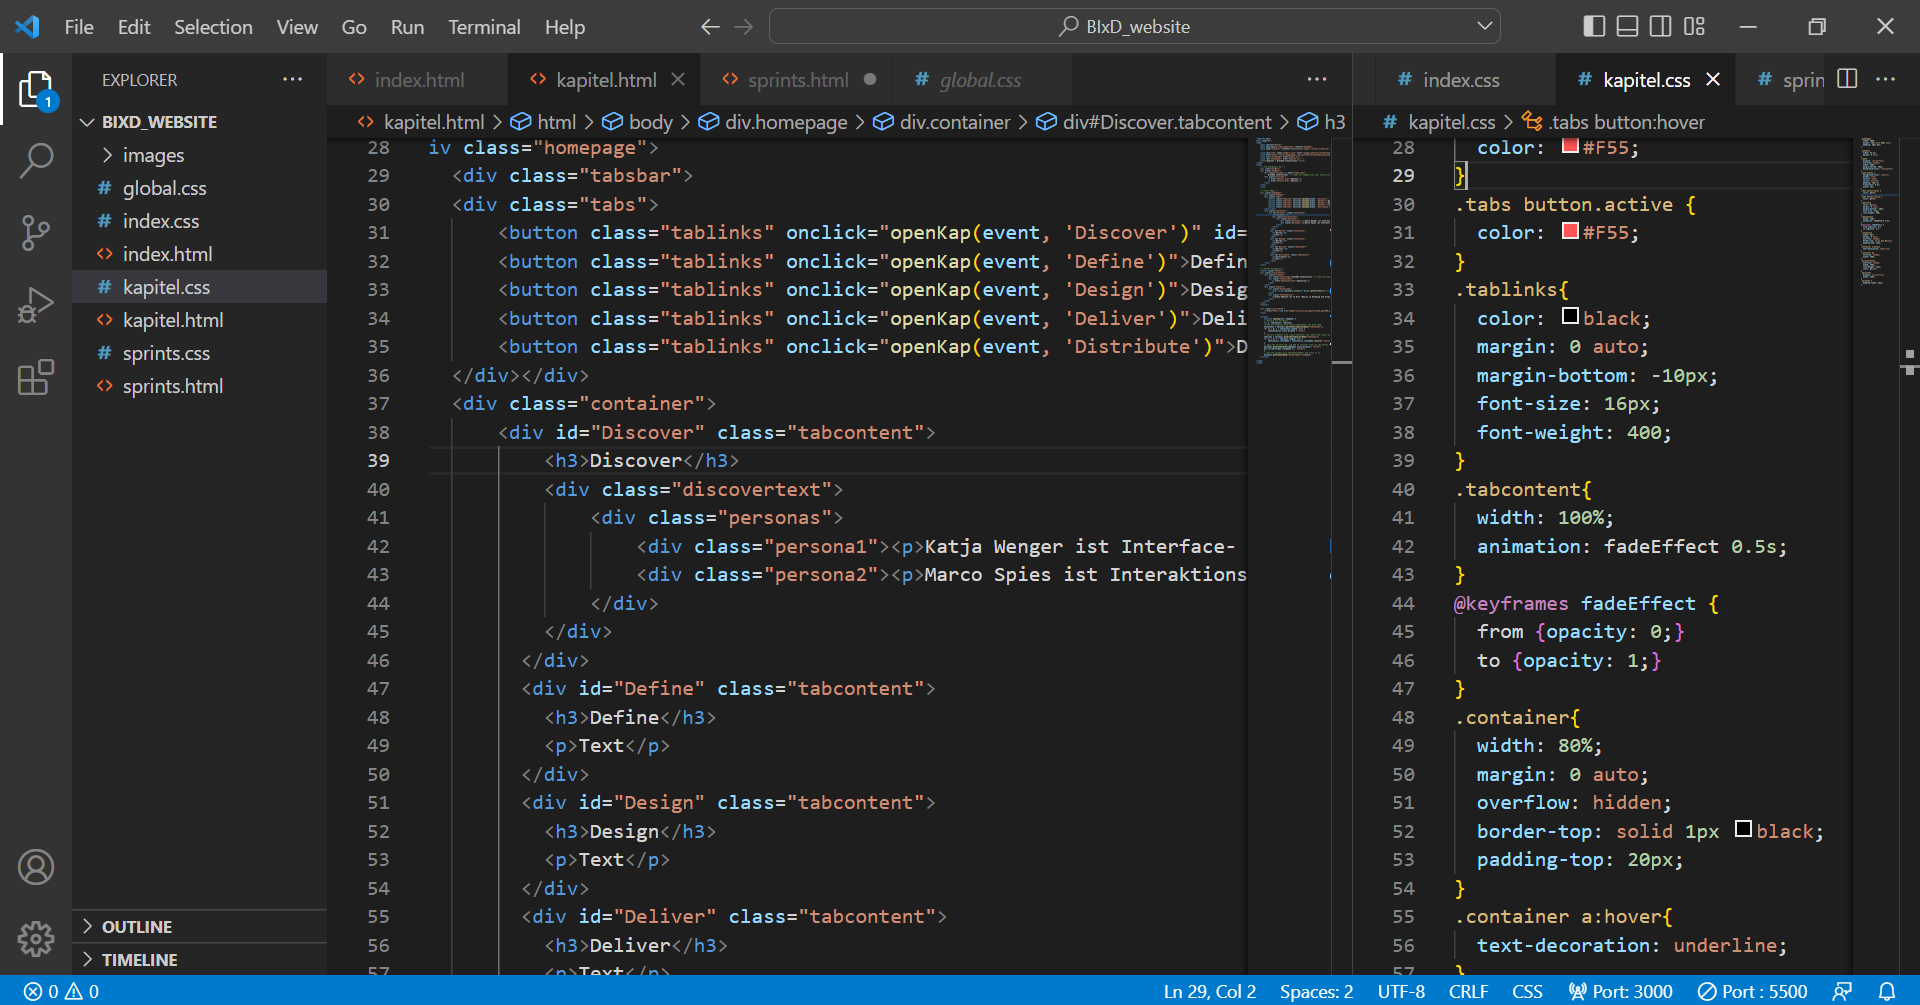 File Edit Selection View Go Run Terminal Help
BIxD_website
EXPLORER
BIXD_WEBSITE
images
# global.css
# index.css
<> index.html
# kapitel.css
<> kapitel.html
# sprints.css
<> sprints.html
OUTLINE
TIMELINE
1
<> index.html
<> kapitel.html
<> sprints.html
# global.css
<> kapitel.html > html > body > div.homepage > div.container > div#Discover.tabcontent > h3
28 iv class="homepage">
29 <div class="tabsbar">
30 <div class="tabs">
31 <button class="tablinks" onclick="openKap(event, 'Discover')" id=
32 <button class="tablinks" onclick="openKap(event, 'Define')">Defin
33 <button class="tablinks" onclick="openKap(event, 'Design')">Desig
34 <button class="tablinks" onclick="openKap(event, 'Deliver')">Deli
35 <button class="tablinks" onclick="openKap(event, 'Distribute')">D
36 </div></div>
37 <div class="container">
38 <div id="Discover" class="tabcontent">
39 <h3>Discover</h3>
40 <div class="discovertext">
41 <div class="personas">
42 <div class="persona1"><p>Katja Wenger ist Interface-
43 <div class="persona2"><p>Marco Spies ist Interaktions
44 </div>
45 </div>
46 </div>
47 <div id="Define" class="tabcontent">
48 <h3>Define</h3>
49 <p>Text</p>
50 </div>
51 <div id="Design" class="tabcontent">
52 <h3>Design</h3>
53 <p>Text</p>
54 </div>
55 <div id="Deliver" class="tabcontent">
56 <h3>Deliver</h3>
57 <p>Text</p>
# index.css
# kapitel.css
# sprin
# kapitel.css > .tabs button:hover
28 color: #F55;
29 }
30 .tabs button.active {
31 color: #F55;
32 }
33 .tablinks{
34 color: black;
35 margin: 0 auto;
36 margin-bottom: -10px;
37 font-size: 16px;
38 font-weight: 400;
39 }
40 .tabcontent{
41 width: 100%;
42 animation: fadeEffect 0.5s;
43 }
44 @keyframes fadeEffect {
45 from {opacity: 0;}
46 to {opacity: 1;}
47 }
48 .container{
49 width: 80%;
50 margin: 0 auto;
51 overflow: hidden;
52 border-top: solid 1px black;
53 padding-top: 20px;
54 }
55 .container a:hover{
56 text-decoration: underline;
57 }
0 0 Ln 29, Col 2 Spaces: 2 UTF-8 CRLF CSS Port: 3000 Port : 5500